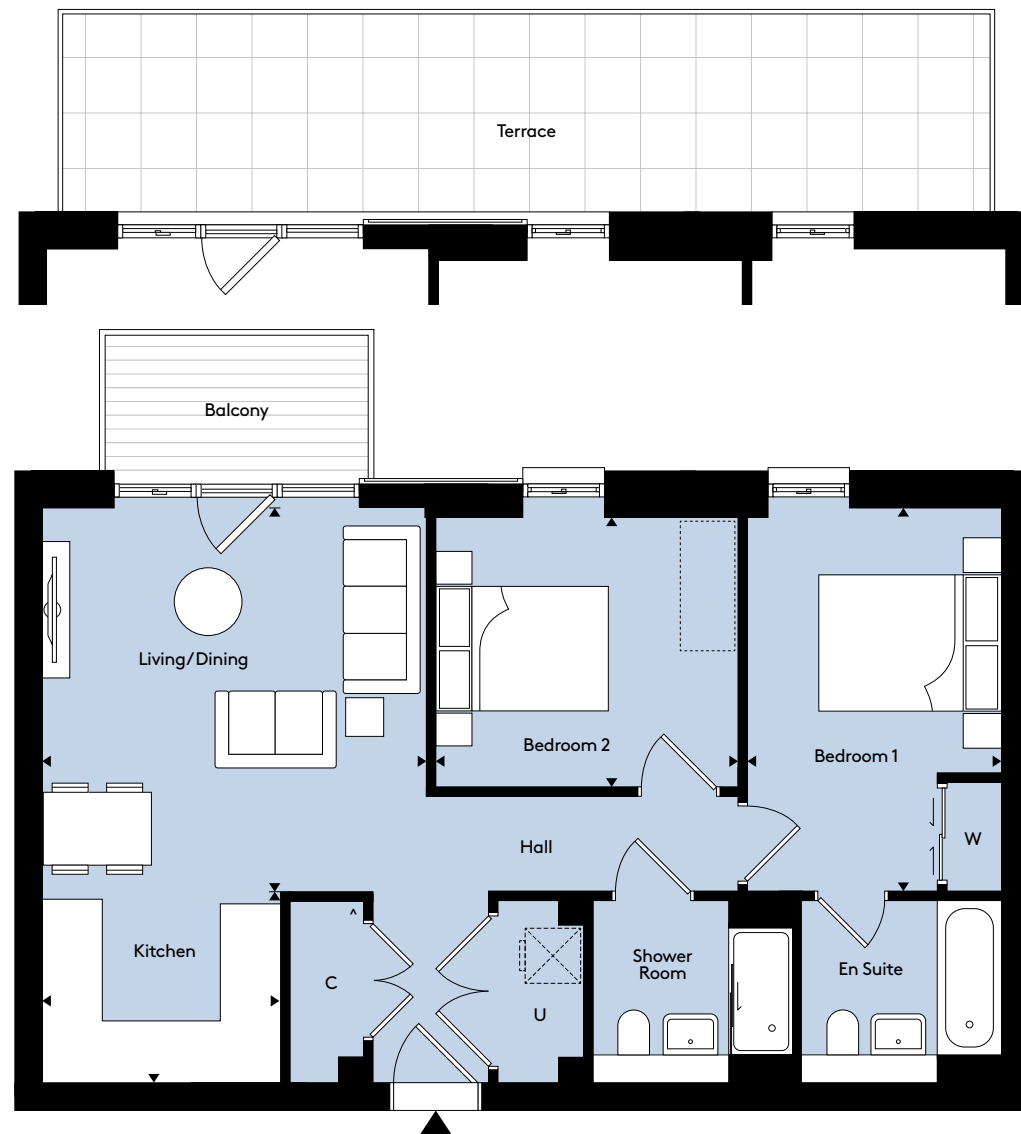 Terrace
Balcony
Living/Dining
Bedroom 2
Bedroom 1
Hall
W
Kitchen
C
U
Shower
Room
En Suite